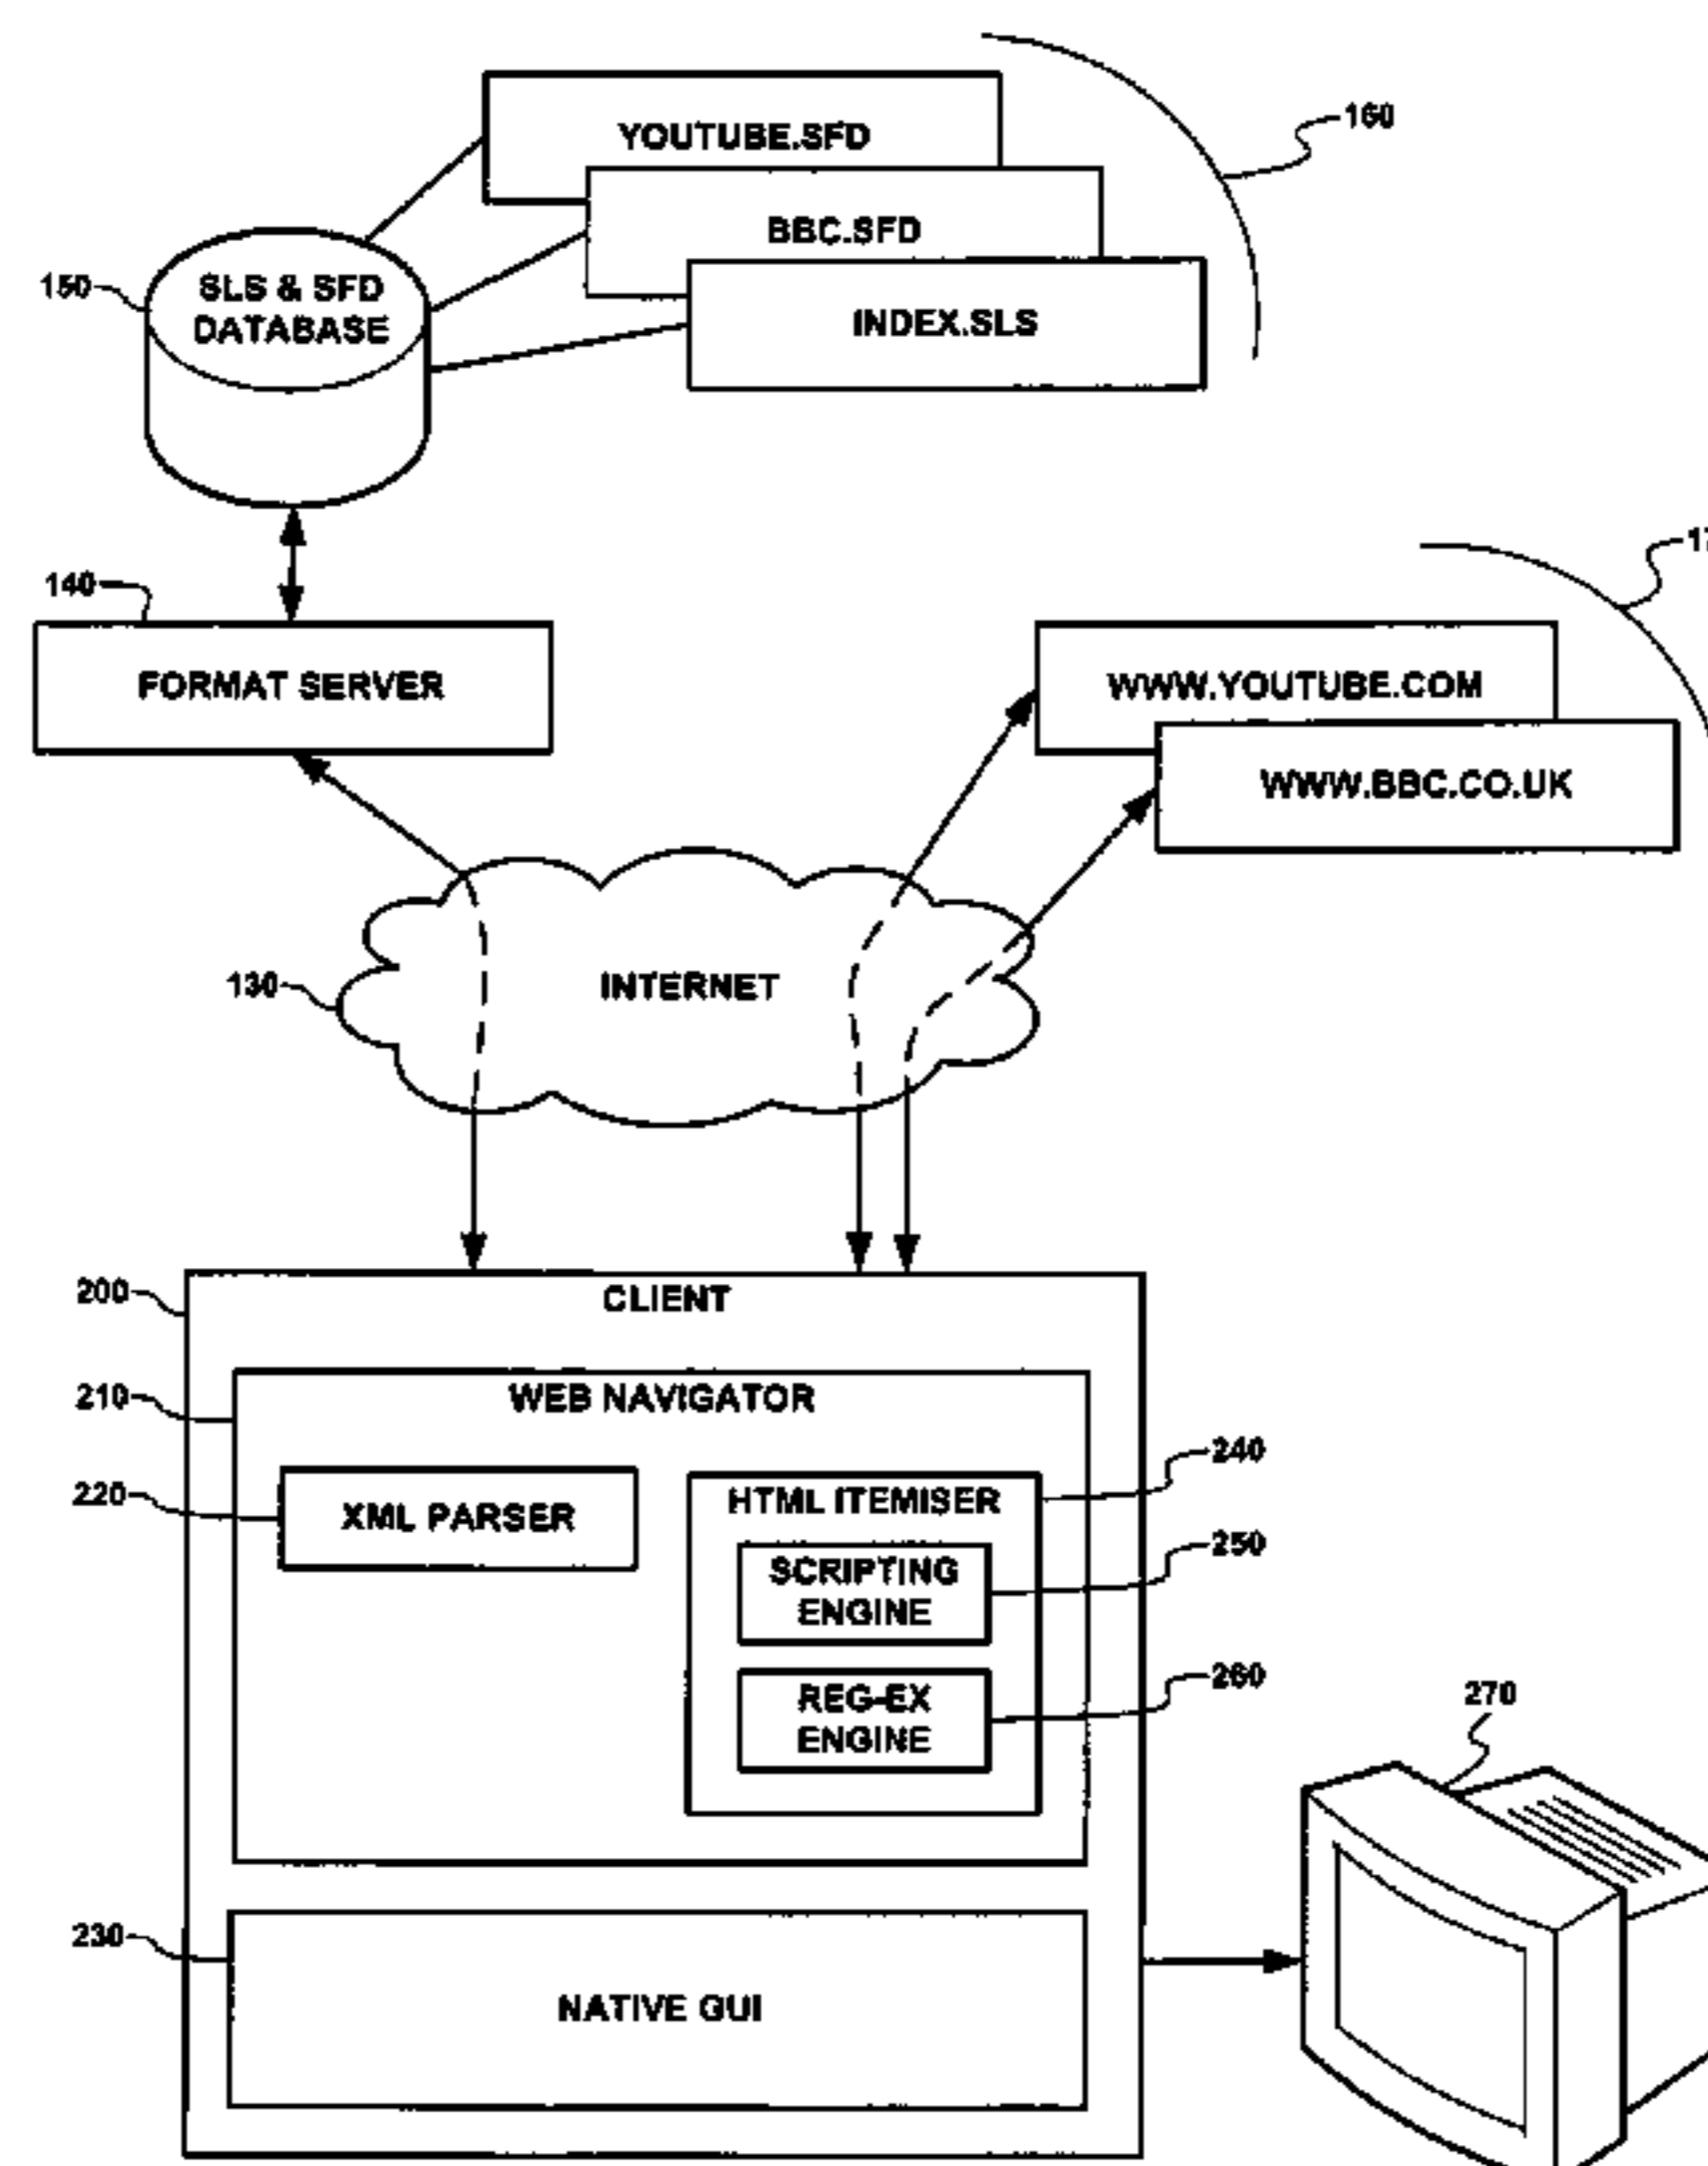 160
YOUTUBE.SFD
BBC.SFD
INDEX.SLS
150
SLS & SFD
DATABASE
140
FORMAT SERVER
WWW.YOUTUBE.COM
WWW.BBC.CO.UK
130
INTERNET
200
CLIENT
210
WEB NAVIGATOR
220
XML PARSER
240
HTML ITEMISER
250
SCRIPTING
ENGINE
260
REG-EX
ENGINE
270
230
NATIVE GUI